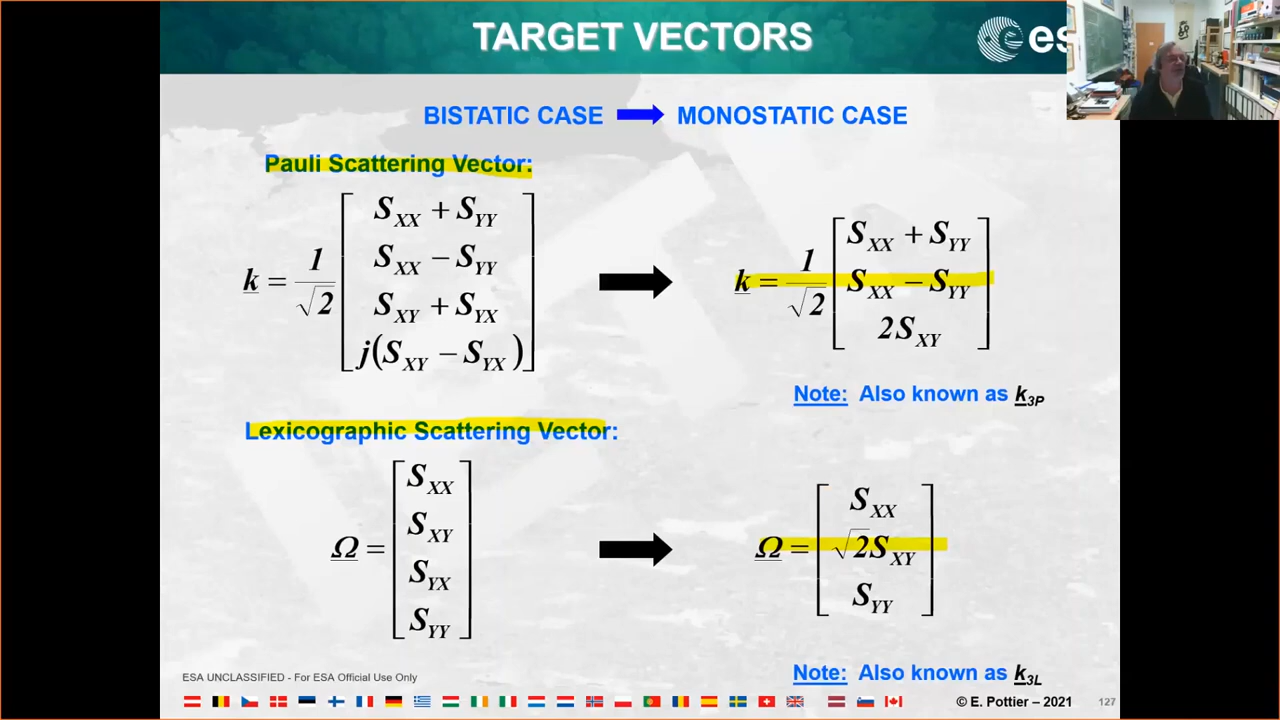 TARGET VECTORS
es
BISTATIC CASE MONOSTATIC CASE
Pauli Scattering Vector:
k = 1/√2 [ S_XX + S_YY
S_XX − S_YY
S_XY + S_YX
j(S_XY − S_YX) ]
k = 1/√2 [ S_XX + S_YY
S_XX − S_YY
2S_XY ]
Note: Also known as k_3P
Lexicographic Scattering Vector:
Ω = [ S_XX
S_XY
S_YX
S_YY ]
Ω = [ S_XX
√2S_XY
S_YY ]
Note: Also known as k_3L
ESA UNCLASSIFIED - For ESA Official Use Only
© E. Pottier – 2021 127